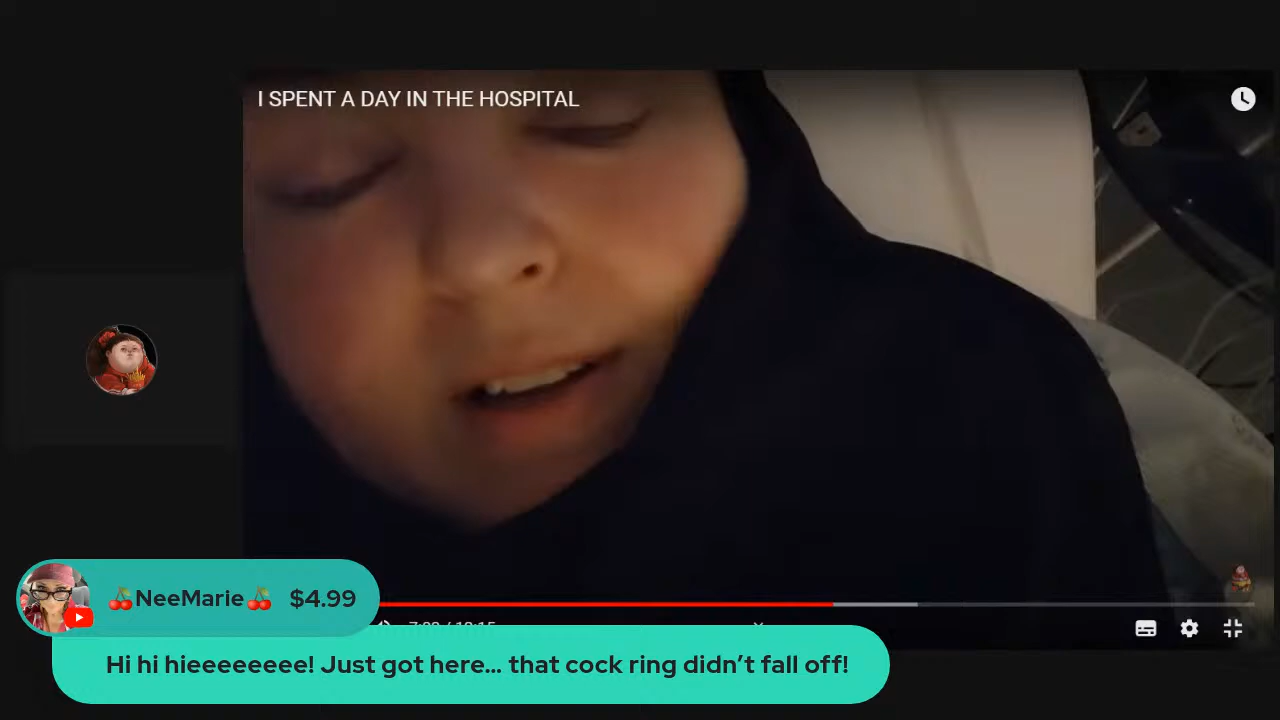 I SPENT A DAY IN THE HOSPITAL
🍒NeeMarie🍒 $4.99
Hi hi hieeeeeeee! Just got here... that cock ring didn’t fall off!